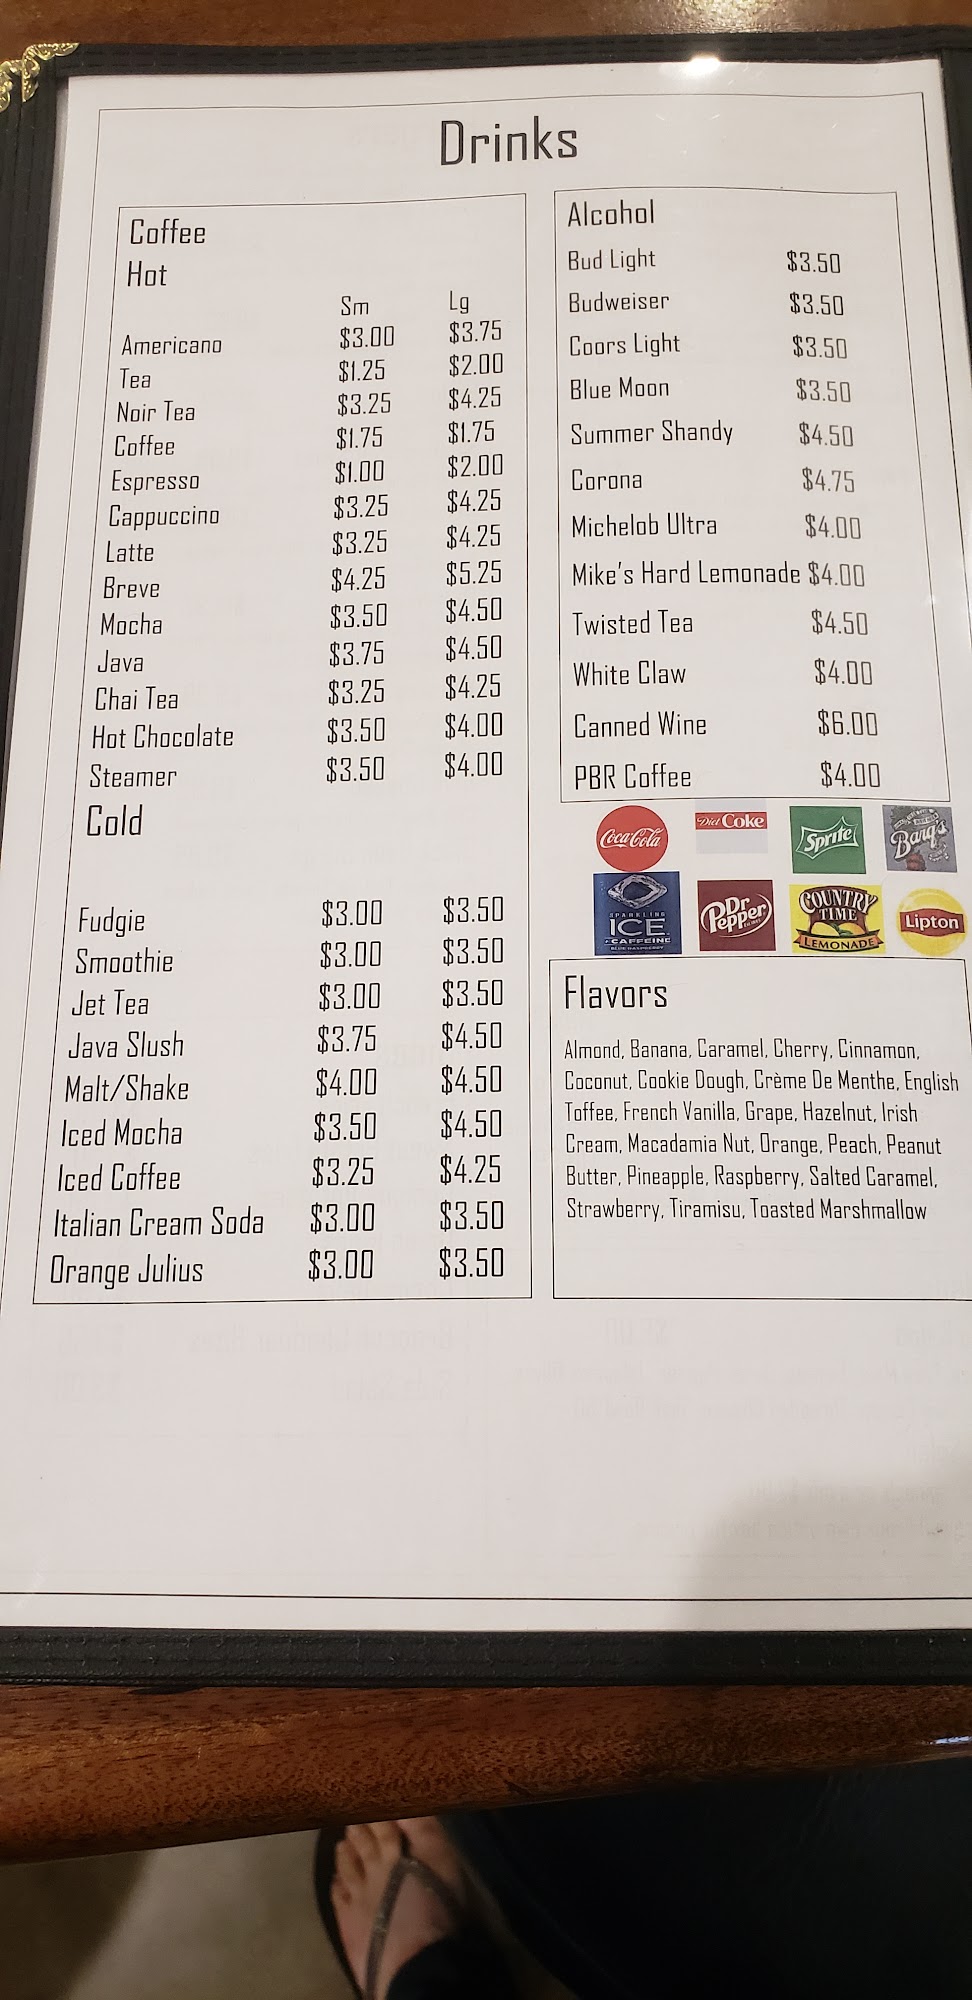 Drinks
Coffee
Hot
Sm Lg
Americano $3.00 $3.75
Tea $1.25 $2.00
Noir Tea $3.25 $4.25
Coffee $1.75 $1.75
Espresso $1.00 $2.00
Cappuccino $3.25 $4.25
Latte $3.25 $4.25
Breve $4.25 $5.25
Mocha $3.50 $4.50
Java $3.75 $4.50
Chai Tea $3.25 $4.25
Hot Chocolate $3.50 $4.00
Steamer $3.50 $4.00
Cold
Fudgie $3.00 $3.50
Smoothie $3.00 $3.50
Jet Tea $3.00 $3.50
Java Slush $3.75 $4.50
Malt/Shake $4.00 $4.50
Iced Mocha $3.50 $4.50
Iced Coffee $3.25 $4.25
Italian Cream Soda $3.00 $3.50
Orange Julius $3.00 $3.50
Alcohol
Bud Light $3.50
Budweiser $3.50
Coors Light $3.50
Blue Moon $3.50
Summer Shandy $4.50
Corona $4.75
Michelob Ultra $4.00
Mike's Hard Lemonade $4.00
Twisted Tea $4.50
White Claw $4.00
Canned Wine $6.00
PBR Coffee $4.00
Coca-Cola
Diet Coke
Sprite
Barq's
SPARKLING
ICE
+CAFFEINE
BLUE RASPBERRY
Dr
Pepper
COUNTRY
TIME
LEMONADE
Lipton
Flavors
Almond, Banana, Caramel, Cherry, Cinnamon,
Coconut, Cookie Dough, Crème De Menthe, English
Toffee, French Vanilla, Grape, Hazelnut, Irish
Cream, Macadamia Nut, Orange, Peach, Peanut
Butter, Pineapple, Raspberry, Salted Caramel,
Strawberry, Tiramisu, Toasted Marshmallow